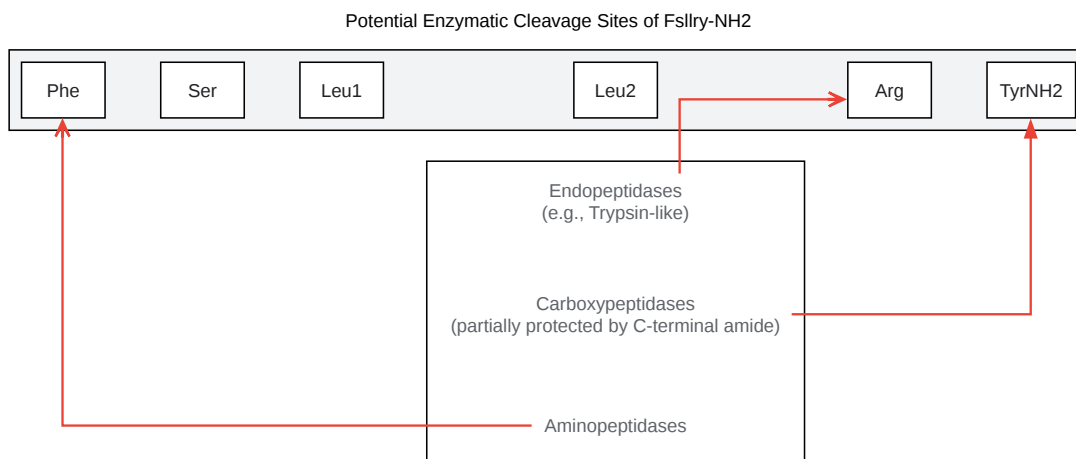 Potential Enzymatic Cleavage Sites of Fsllry-NH2
Phe
Ser
Leu1
Leu2
Arg
TyrNH2
Endopeptidases
(e.g., Trypsin-like)
Carboxypeptidases
(partially protected by C-terminal amide)
Aminopeptidases